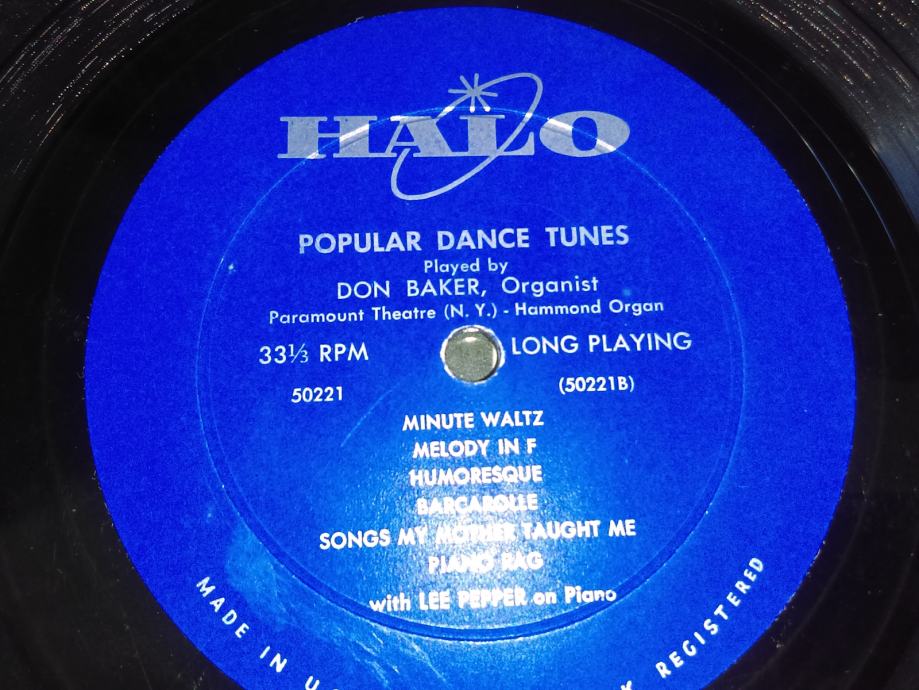 HALO
POPULAR DANCE TUNES
Played by
DON BAKER, Organist
Paramount Theatre (N. Y.) - Hammond Organ
33⅓ RPM LONG PLAYING
50221 (50221B)
MINUTE WALTZ
MELODY IN F
HUMORESQUE
BARCAROLLE
SONGS MY MOTHER TAUGHT ME
PIANO RAG
with LEE PEPPER on Piano
MADE IN U
K REGISTERED